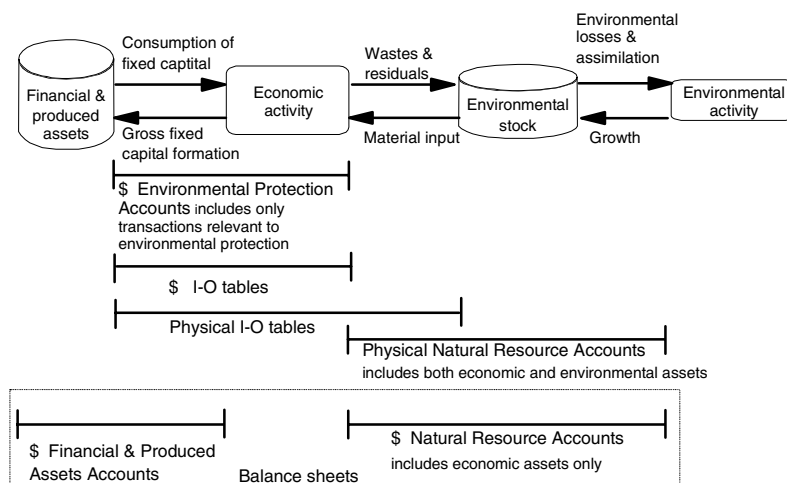 Consumption of
fixed captital
Wastes &
residuals
Environmental
losses &
assimilation
Financial &
produced
assets
Economic
activity
Environmental
stock
Environmental
activity
Gross fixed
capital formation
Material input
Growth
$ Environmental Protection
Accounts includes only
transactions relevant to
environmental protection
$ I-O tables
Physical I-O tables
Physical Natural Resource Accounts
includes both economic and environmental assets
$ Financial & Produced
Assets Accounts
Balance sheets
$ Natural Resource Accounts
includes economic assets only